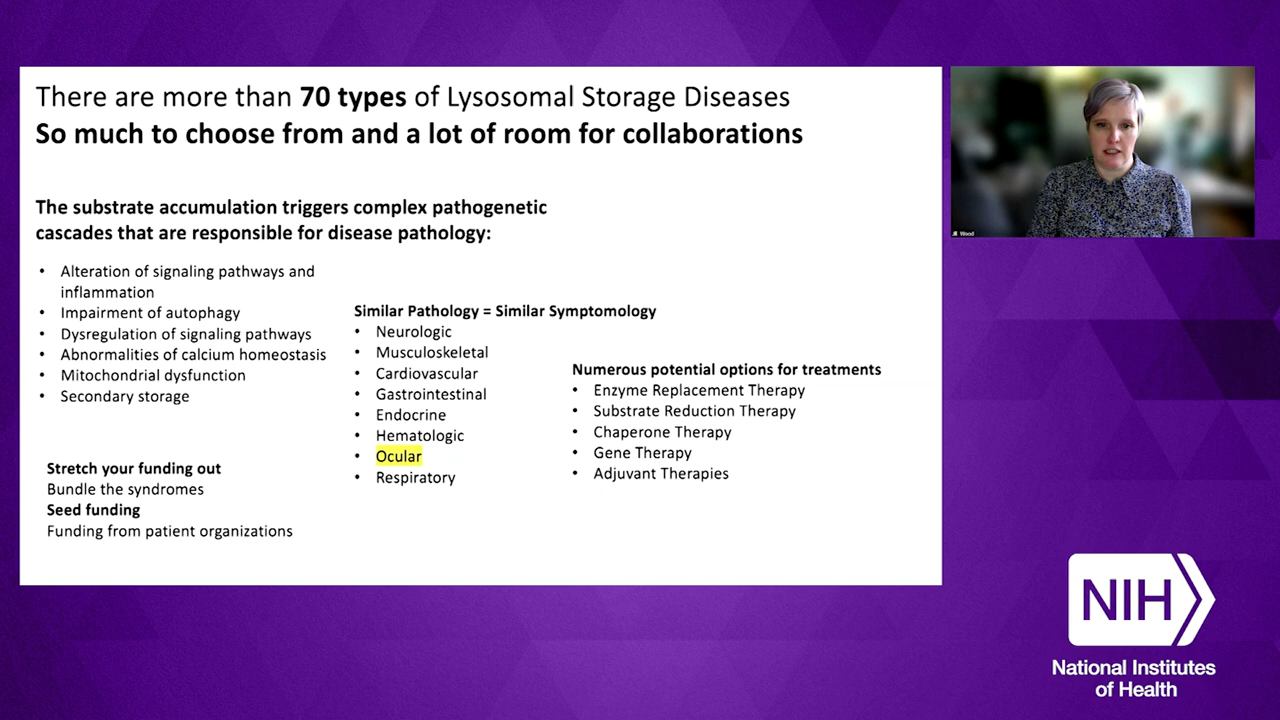 There are more than 70 types of Lysosomal Storage Diseases
So much to choose from and a lot of room for collaborations
The substrate accumulation triggers complex pathogenetic
cascades that are responsible for disease pathology:
• Alteration of signaling pathways and
inflammation
• Impairment of autophagy
• Dysregulation of signaling pathways
• Abnormalities of calcium homeostasis
• Mitochondrial dysfunction
• Secondary storage
Stretch your funding out
Bundle the syndromes
Seed funding
Funding from patient organizations
Similar Pathology = Similar Symptomology
• Neurologic
• Musculoskeletal
• Cardiovascular
• Gastrointestinal
• Endocrine
• Hematologic
• Ocular
• Respiratory
Numerous potential options for treatments
• Enzyme Replacement Therapy
• Substrate Reduction Therapy
• Chaperone Therapy
• Gene Therapy
• Adjuvant Therapies
Wood
NIH
National Institutes
of Health